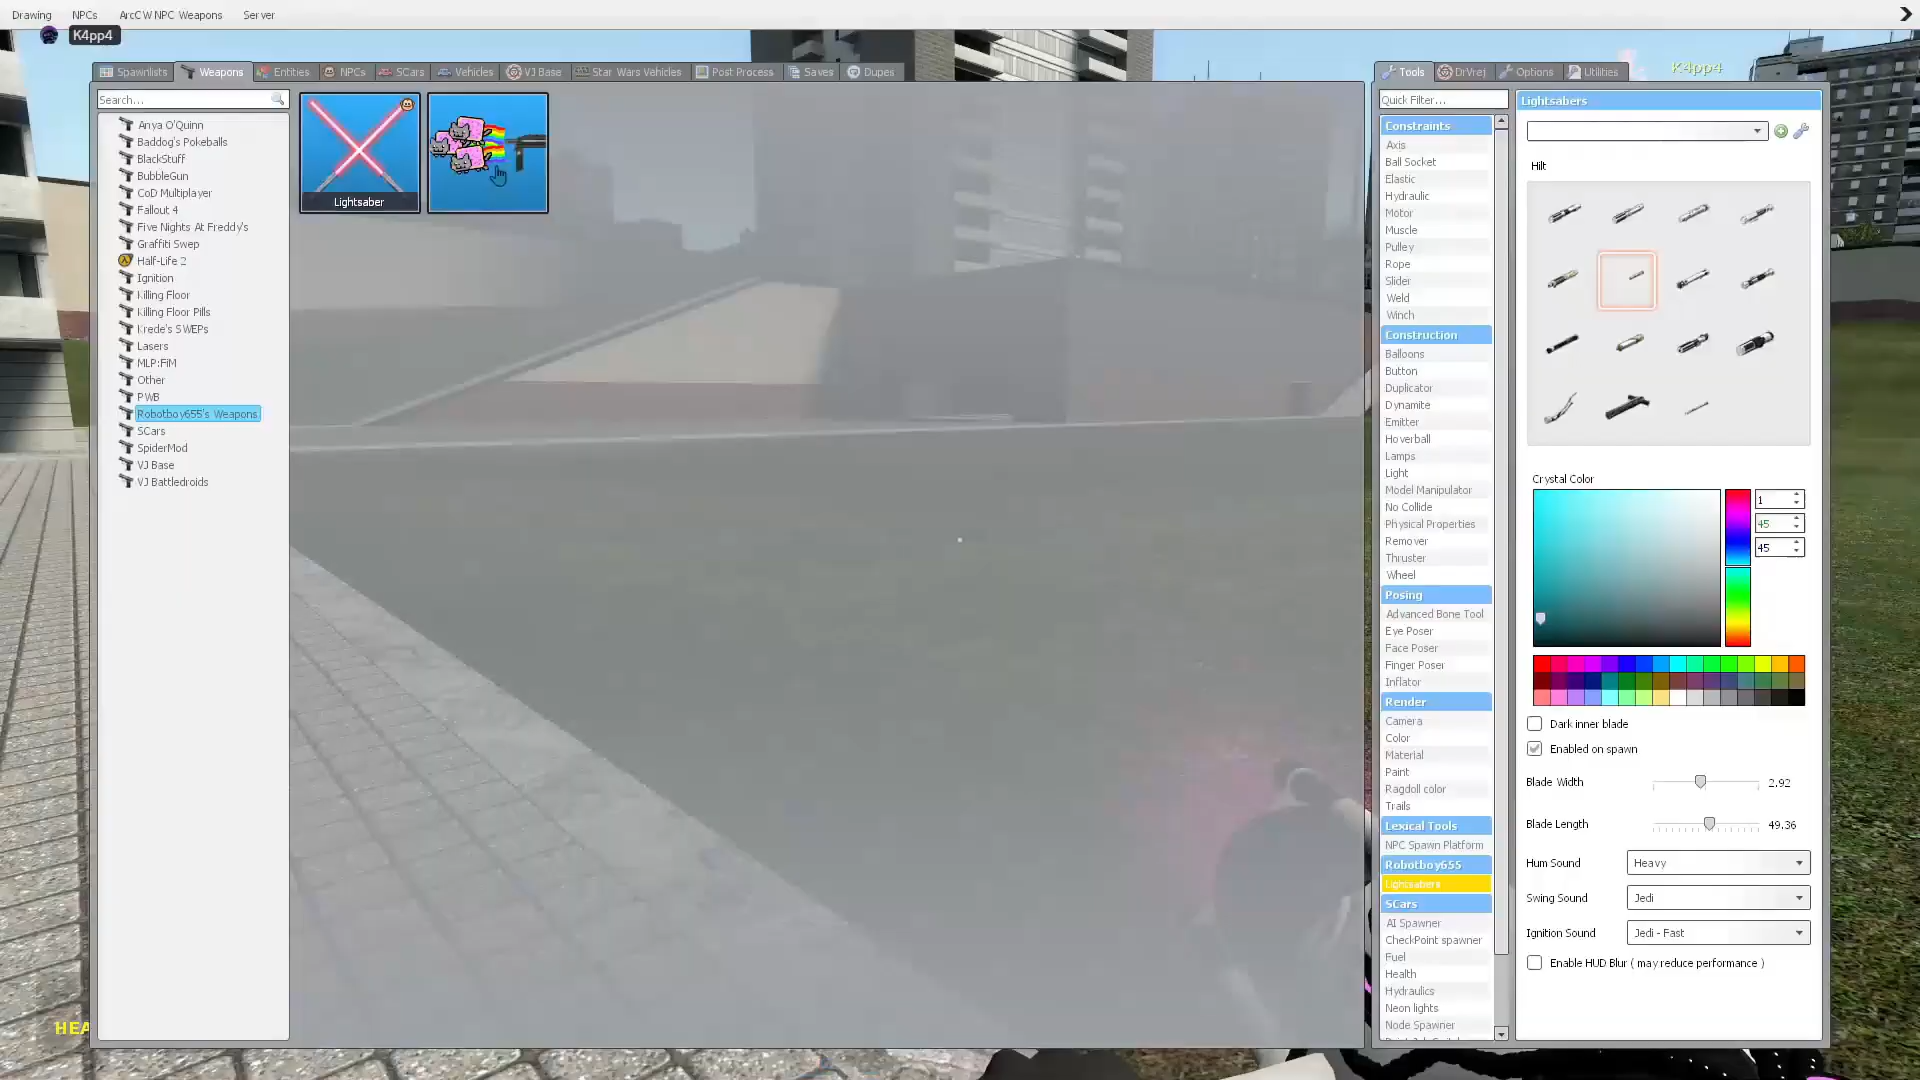 Drawing NPCs ArcCW NPC Weapons Server
K4pp4
Spawnlists Weapons Entities NPCs SCars Vehicles VJ Base Star Wars Vehicles Post Process Saves Dupes
Search...
Anya O'Quinn
Baddog's Pokeballs
BlackStuff
BubbleGun
CoD Multiplayer
Fallout 4
Five Nights At Freddy's
Graffiti Swep
Half-Life 2
Ignition
Killing Floor
Killing Floor Pills
Krede's SWEPs
Lasers
MLP:FiM
Other
PWB
Robotboy655's Weapons
SCars
SpiderMod
VJ Base
VJ Battledroids
Lightsaber
HEA
Tools DrVrej Options Utilities
K4pp4
Quick Filter...
Constraints
Axis
Ball Socket
Elastic
Hydraulic
Motor
Muscle
Pulley
Rope
Slider
Weld
Winch
Construction
Balloons
Button
Duplicator
Dynamite
Emitter
Hoverball
Lamps
Light
Model Manipulator
No Collide
Physical Properties
Remover
Thruster
Wheel
Posing
Advanced Bone Tool
Eye Poser
Face Poser
Finger Poser
Inflator
Render
Camera
Color
Material
Paint
Ragdoll color
Trails
Lexical Tools
NPC Spawn Platform
Robotboy655
Lightsabers
SCars
AI Spawner
CheckPoint spawner
Fuel
Health
Hydraulics
Neon lights
Node Spawner
Lightsabers
Hilt
Crystal Color
1
45
45
Dark inner blade
Enabled on spawn
Blade Width 2.92
Blade Length 49.36
Hum Sound Heavy
Swing Sound Jedi
Ignition Sound Jedi - Fast
Enable HUD Blur ( may reduce performance )